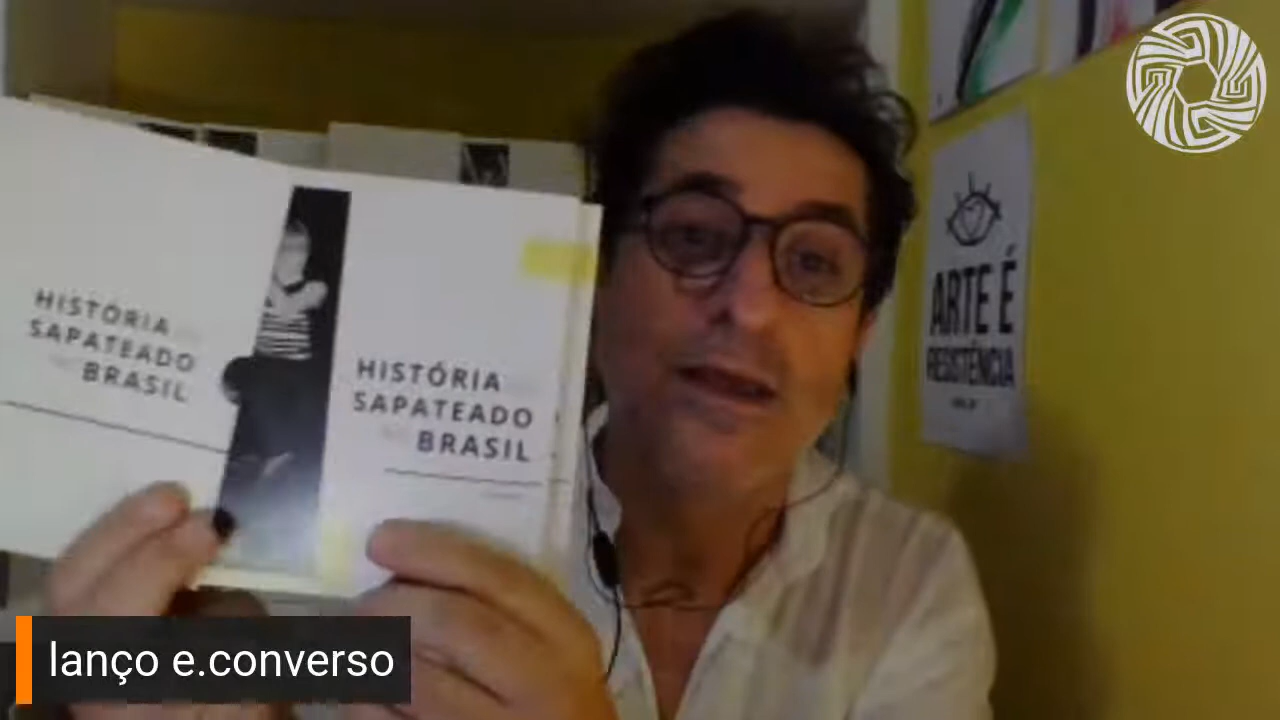 HISTÓRIA
SAPATEADO
BRASIL
HISTÓRIA
SAPATEADO
BRASIL
ARTE É
RESISTÊNCIA
lanço e.converso